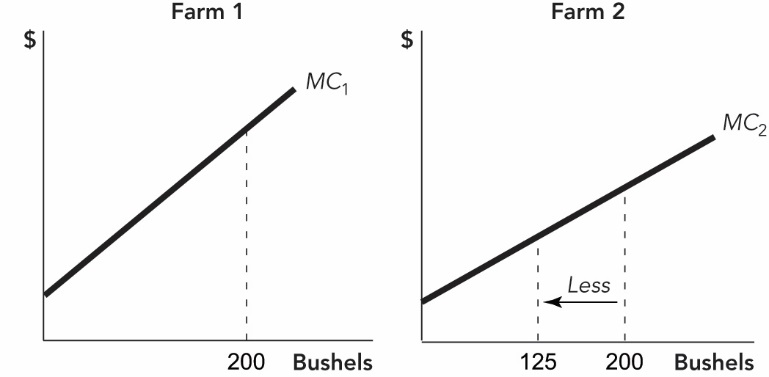 Farm 1
$
MC₁
200 Bushels
Farm 2
$
MC₂
Less
125 200 Bushels